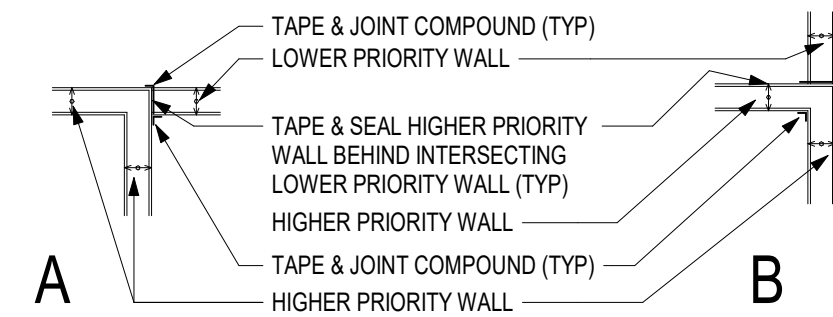 TAPE & JOINT COMPOUND (TYP)
LOWER PRIORITY WALL
TAPE & SEAL HIGHER PRIORITY
WALL BEHIND INTERSECTING
LOWER PRIORITY WALL (TYP)
HIGHER PRIORITY WALL
TAPE & JOINT COMPOUND (TYP)
HIGHER PRIORITY WALL
A
B